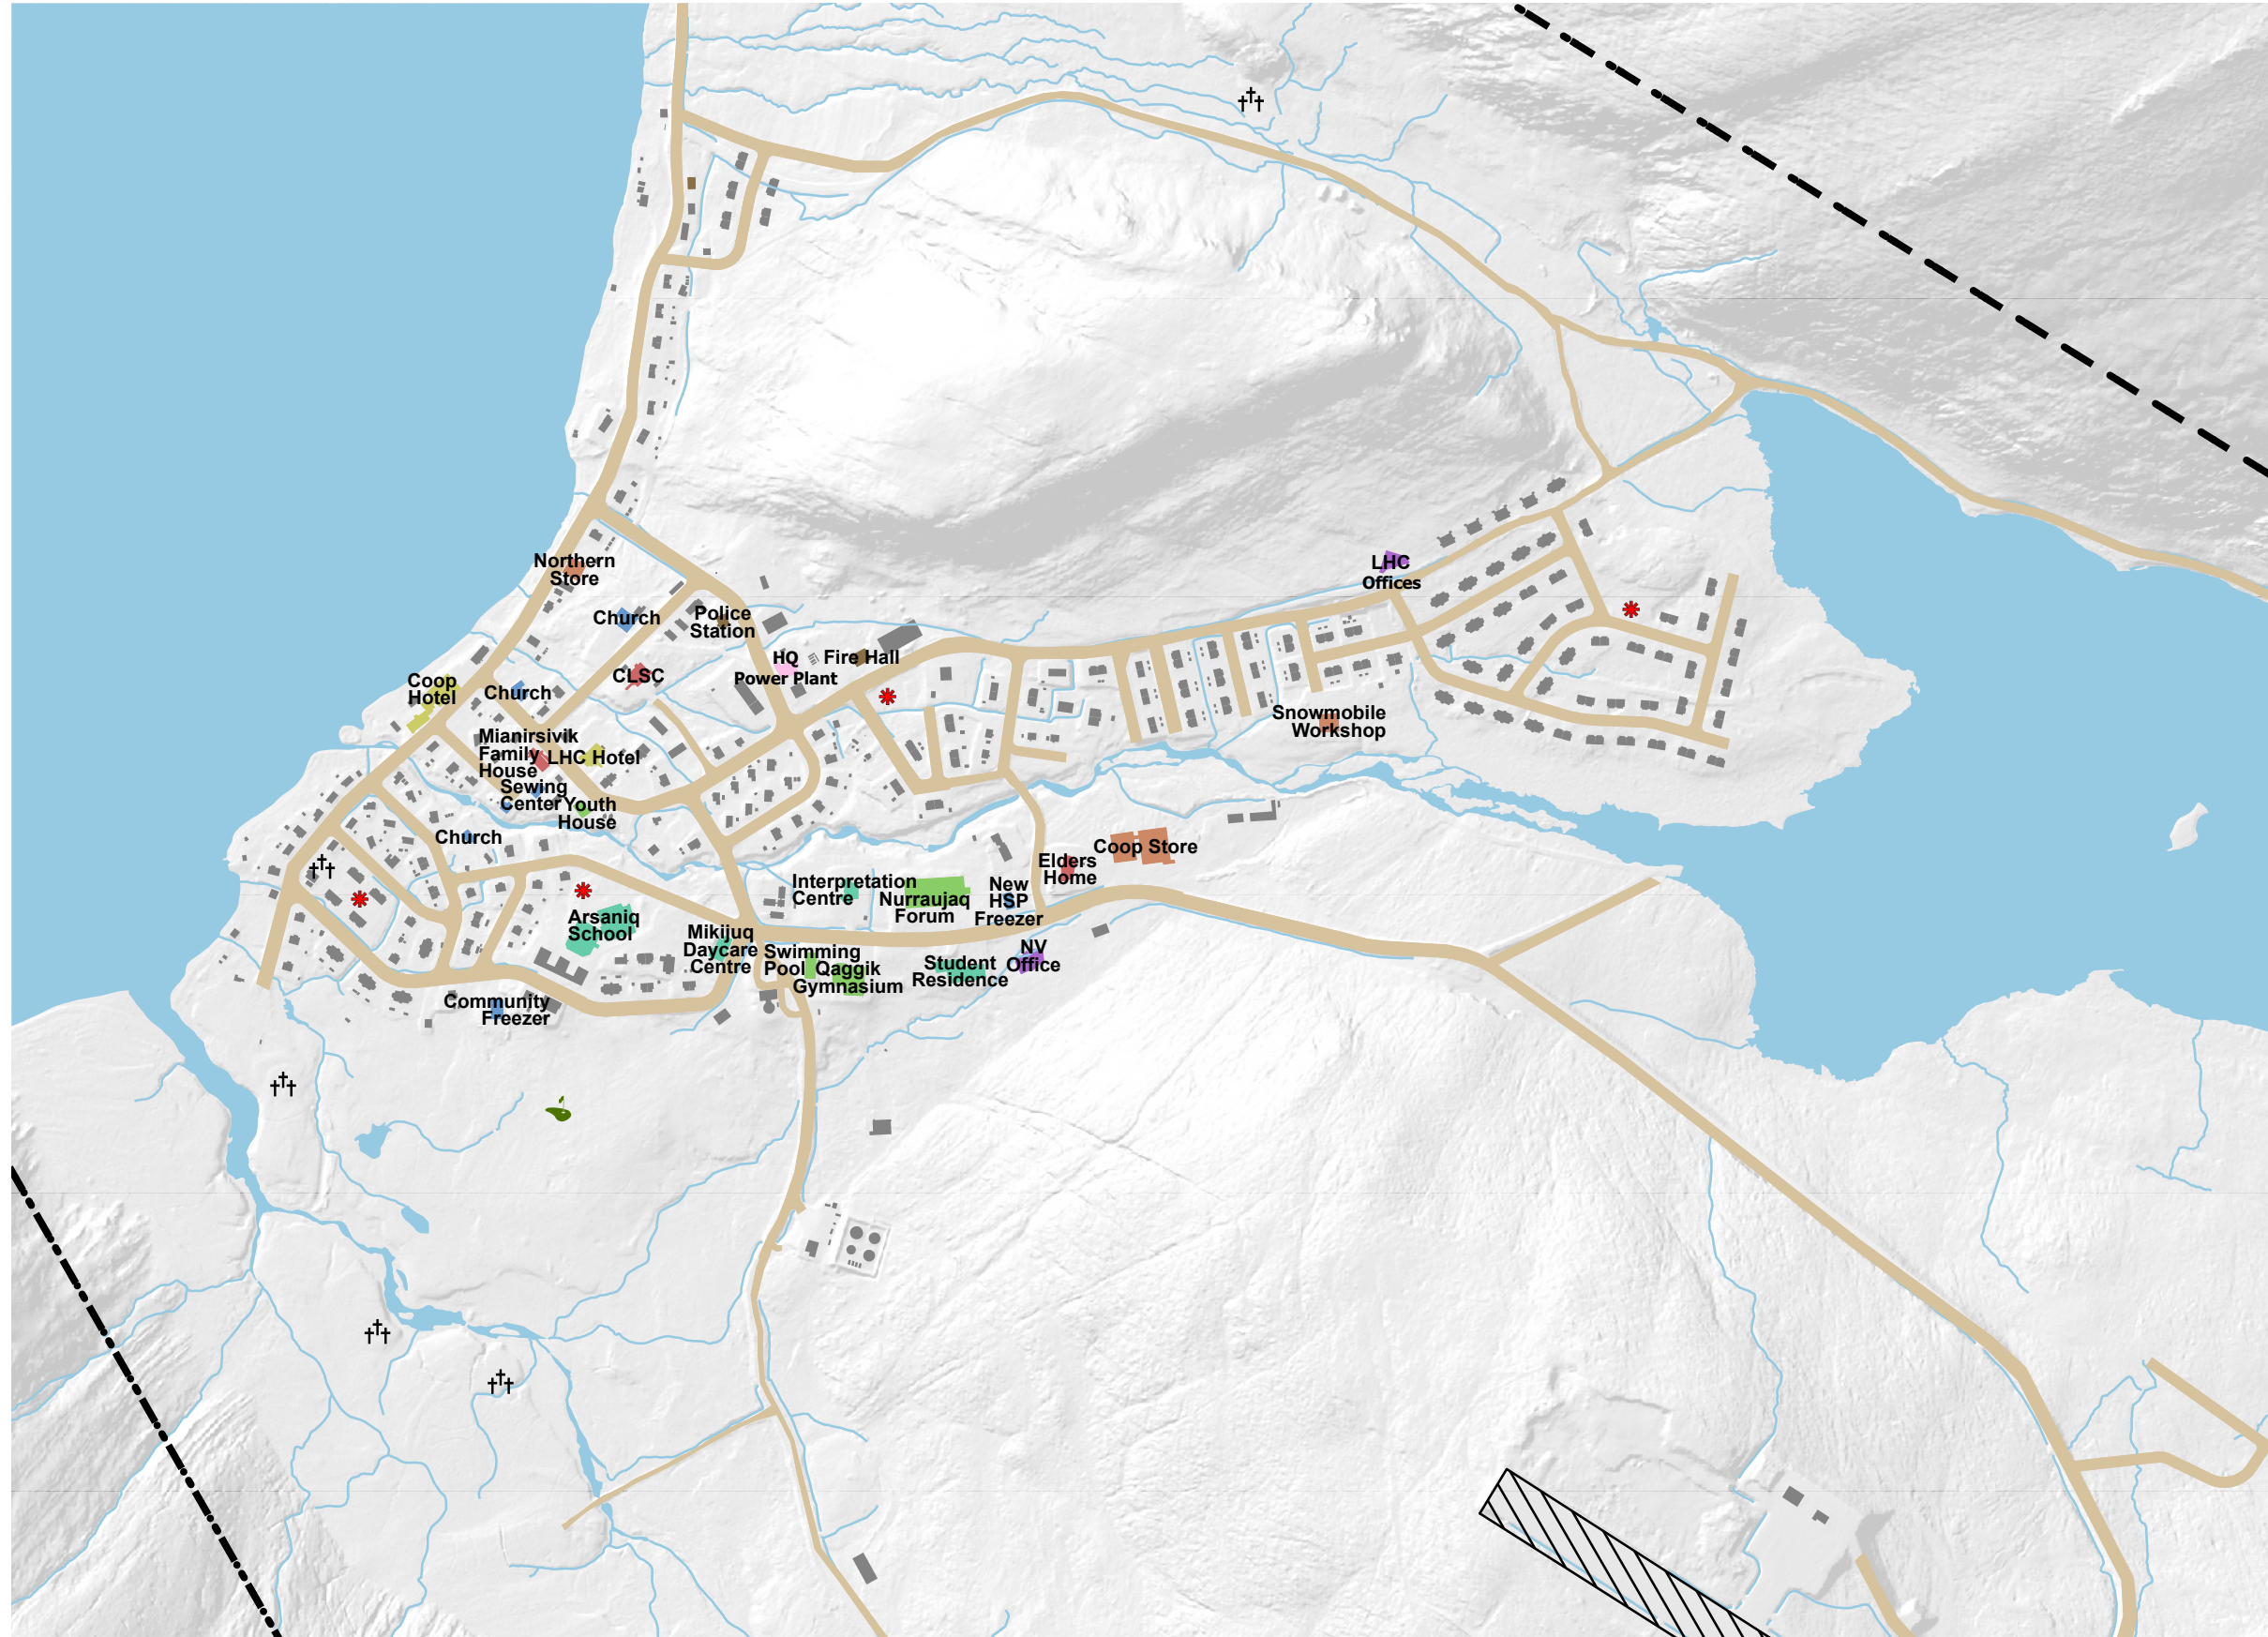 Northern
Store
LHC
Offices
Church
Police
Station
HQ
Power Plant
Fire Hall
CLSC
Coop
Hotel
Church
Snowmobile
Workshop
Mianirsivik
Family
House
LHC Hotel
Sewing
Center
Youth
House
Church
Coop Store
Elders
Home
Interpretation
Centre
Nurraujaq
Forum
New
HSP
Freezer
Arsaniq
School
Mikijuq
Daycare
Centre
Swimming
Pool
Qaggik
Gymnasium
Student
Residence
NV
Office
Community
Freezer